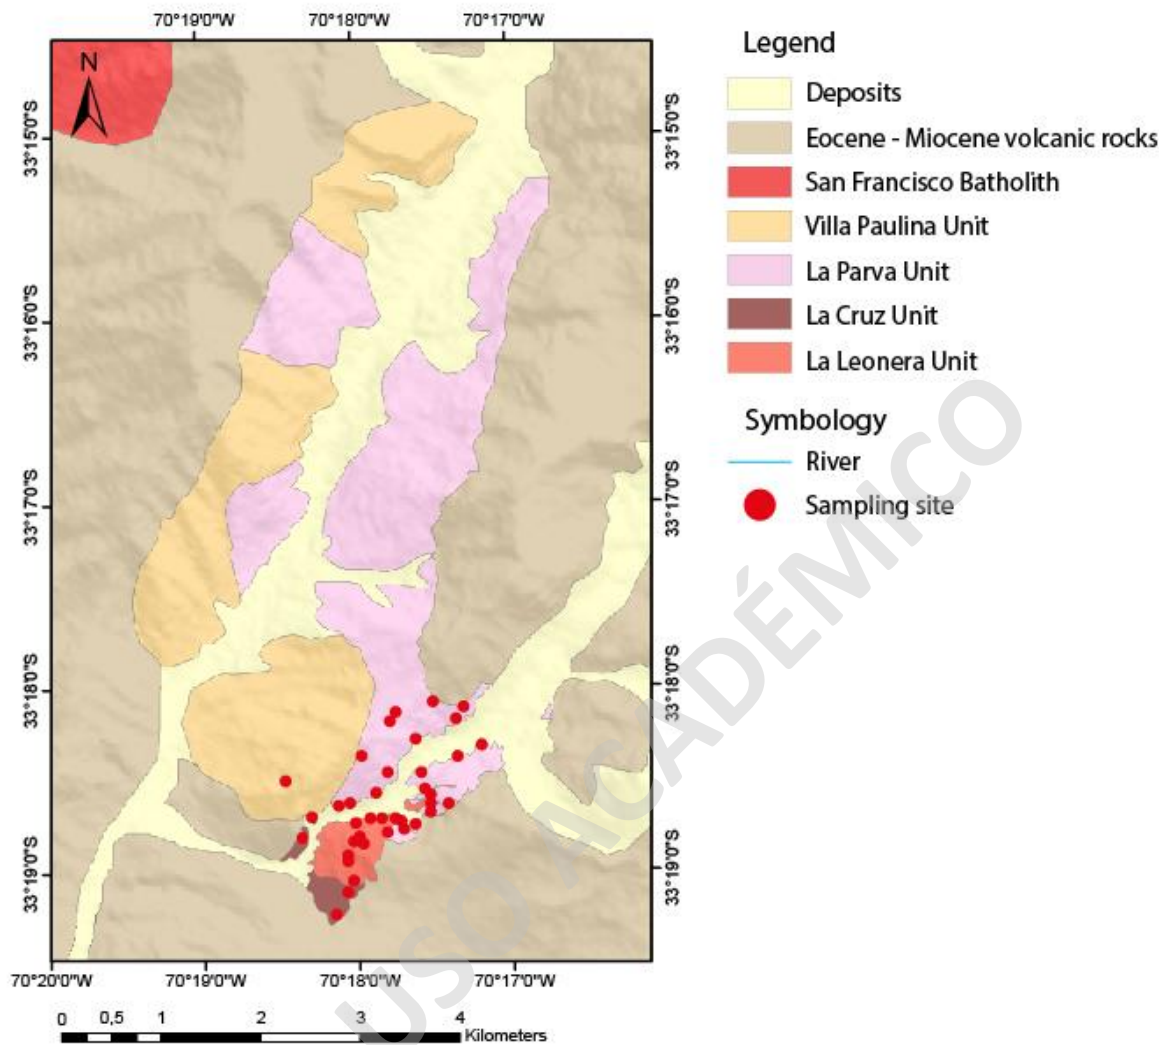 70°19'0"W 70°18'0"W 70°17'0"W
N
33°15'0"S
33°16'0"S
33°17'0"S
33°18'0"S
33°19'0"S
33°15'0"S
33°16'0"S
33°17'0"S
33°18'0"S
33°19'0"S
70°20'0"W 70°19'0"W 70°18'0"W 70°17'0"W
0 0,5 1 2 3 4
Kilometers
Legend
Deposits
Eocene - Miocene volcanic rocks
San Francisco Batholith
Villa Paulina Unit
La Parva Unit
La Cruz Unit
La Leonera Unit
Symbology
River
Sampling site
USO ACADÉMICO